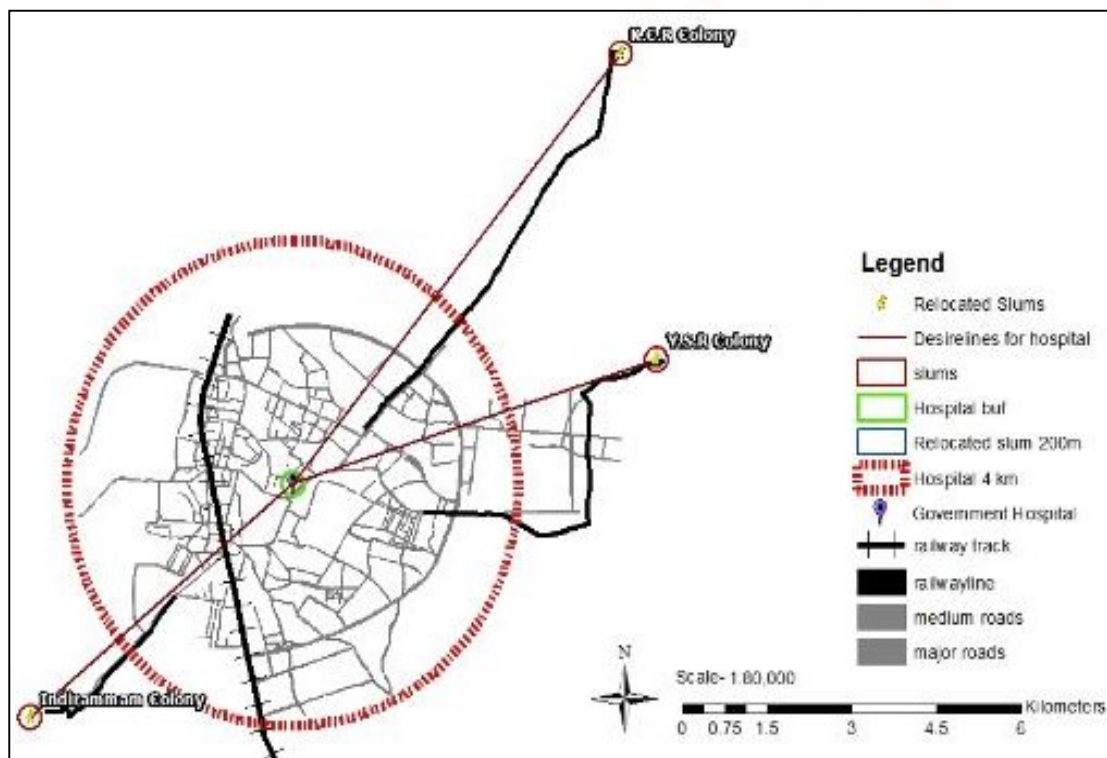 K.C.R Colony
Y.S.R Colony
Indirammam Colony
Legend
Relocated Slums
Desirelines for hospital
slums
Hospital buf
Relocated slum 200m
Hospital 4 km
Government Hospital
railway track
railwayline
medium roads
major roads
N
Scale- 1:80,000
Kilometers
0 0.75 1.5 3 4.5 6